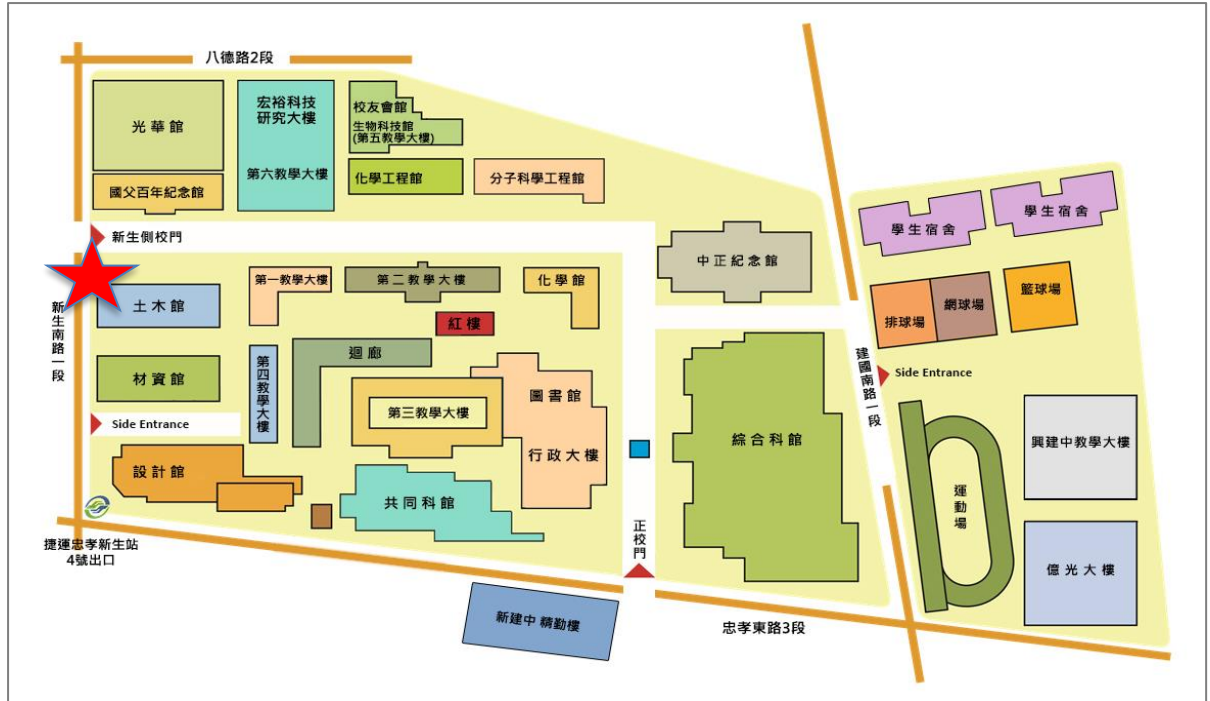 八德路2段
光華館
宏裕科技
研究大樓
第六教學大樓
校友會館
生物科技館
(第五教學大樓)
國父百年紀念館
化學工程館
分子科學工程館
學生宿舍
學生宿舍
新生側校門
中正紀念館
第一教學大樓
第二教學大樓
化學館
土木館
紅樓
排球場
網球場
籃球場
新生南路一段
迴廊
建國南路一段
材資館
第四教學大樓
Side Entrance
圖書館
第三教學大樓
Side Entrance
行政大樓
綜合科館
興建中教學大樓
設計館
共同科館
運動場
正校門
捷運忠孝新生站
4號出口
億光大樓
新建中 精勤樓
忠孝東路3段